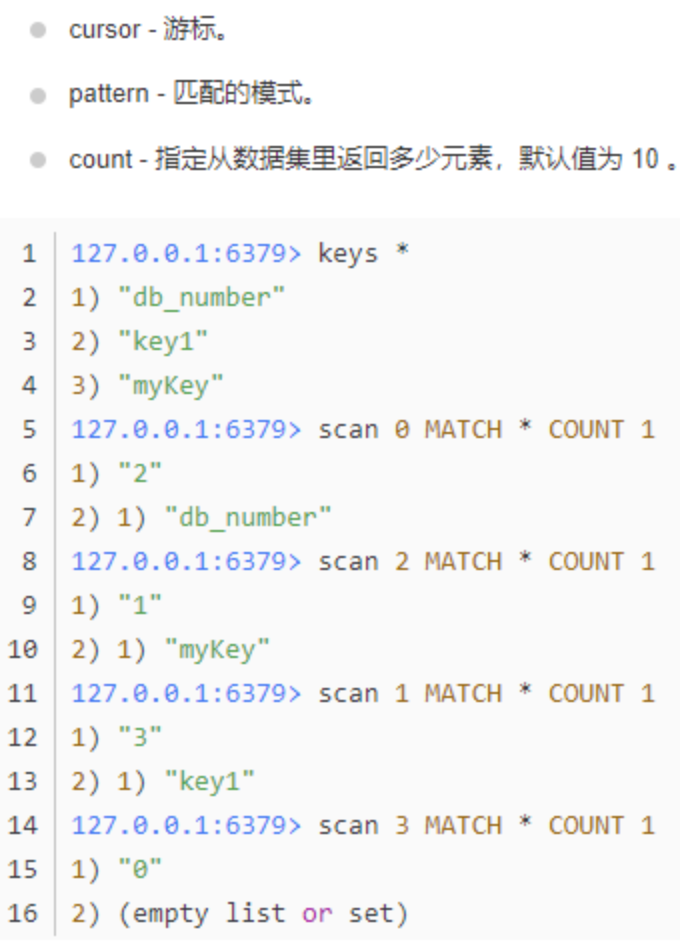 cursor - 游标。
pattern - 匹配的模式。
count - 指定从数据集里返回多少元素，默认值为 10 。
1 127.0.0.1:6379> keys *
2 1) "db_number"
3 2) "key1"
4 3) "myKey"
5 127.0.0.1:6379> scan 0 MATCH * COUNT 1
6 1) "2"
7 2) 1) "db_number"
8 127.0.0.1:6379> scan 2 MATCH * COUNT 1
9 1) "1"
10 2) 1) "myKey"
11 127.0.0.1:6379> scan 1 MATCH * COUNT 1
12 1) "3"
13 2) 1) "key1"
14 127.0.0.1:6379> scan 3 MATCH * COUNT 1
15 1) "0"
16 2) (empty list or set)